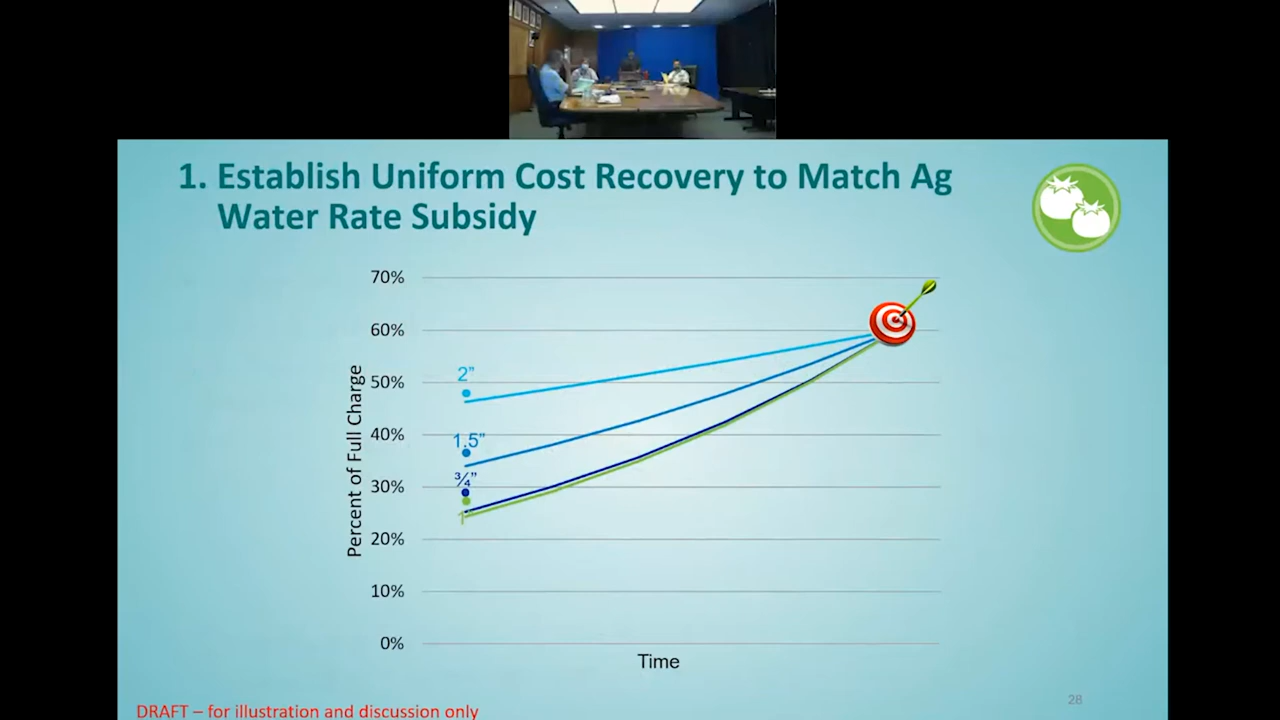 1. Establish Uniform Cost Recovery to Match Ag
Water Rate Subsidy
70%
60%
50%
40%
30%
20%
10%
0%
Percent of Full Charge
2”
1.5”
¾”
1
Time
28
DRAFT – for illustration and discussion only